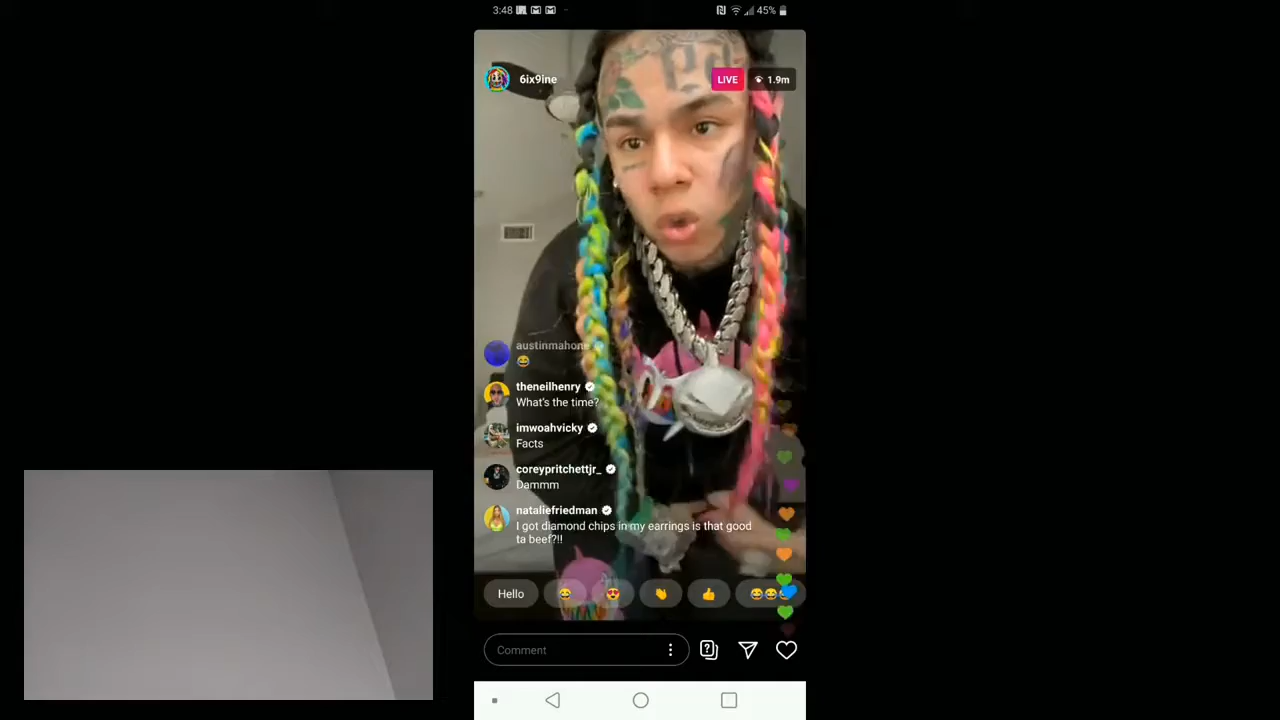 3:48
45%
6ix9ine
LIVE
1.9m
austinmahone
theneilhenry
What's the time?
imwoahvicky
Facts
coreypritchettjr_
Dammm
nataliefriedman
I got diamond chips in my earrings is that good
ta beef?!!
Hello
Comment